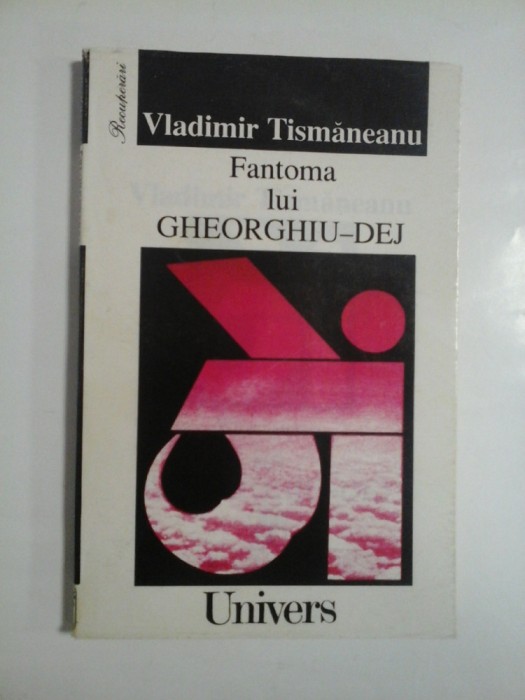 Recuperări
Vladimir Tismăneanu
Fantoma
lui
GHEORGHIU–DEJ
Univers